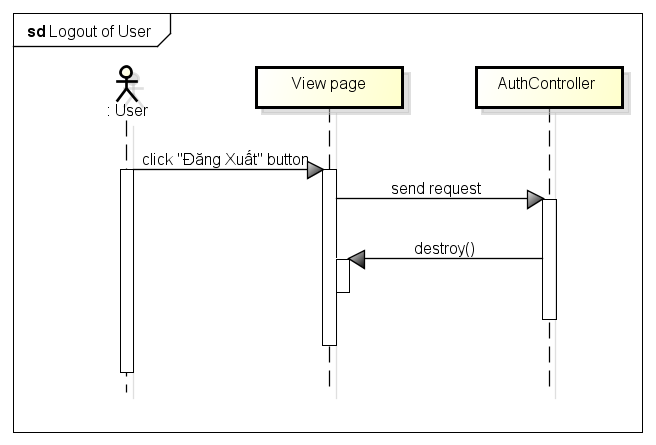 sd Logout of User
View page
AuthController
: User
click "Đăng Xuất" button
send request
destroy()